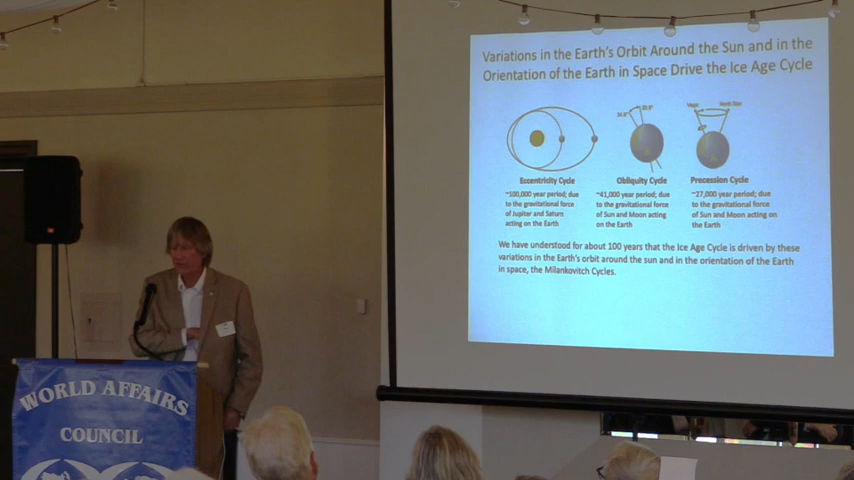 Variations in the Earth's Orbit Around the Sun and in the
Orientation of the Earth in Space Drive the Ice Age Cycle
Vega
North Star
24.5°
22.0°
Eccentricity Cycle
~100,000 year period; due
to the gravitational force
of Jupiter and Saturn
acting on the Earth
Obliquity Cycle
~41,000 year period; due
to the gravitational force
of Sun and Moon acting
on the Earth
Precession Cycle
~27,000 year period; due
to the gravitational force
of Sun and Moon acting on
the Earth
We have understood for about 100 years that the Ice Age Cycle is driven by these
variations in the Earth's orbit around the sun and in the orientation of the Earth
in space, the Milankovitch Cycles.
WORLD AFFAIRS
COUNCIL